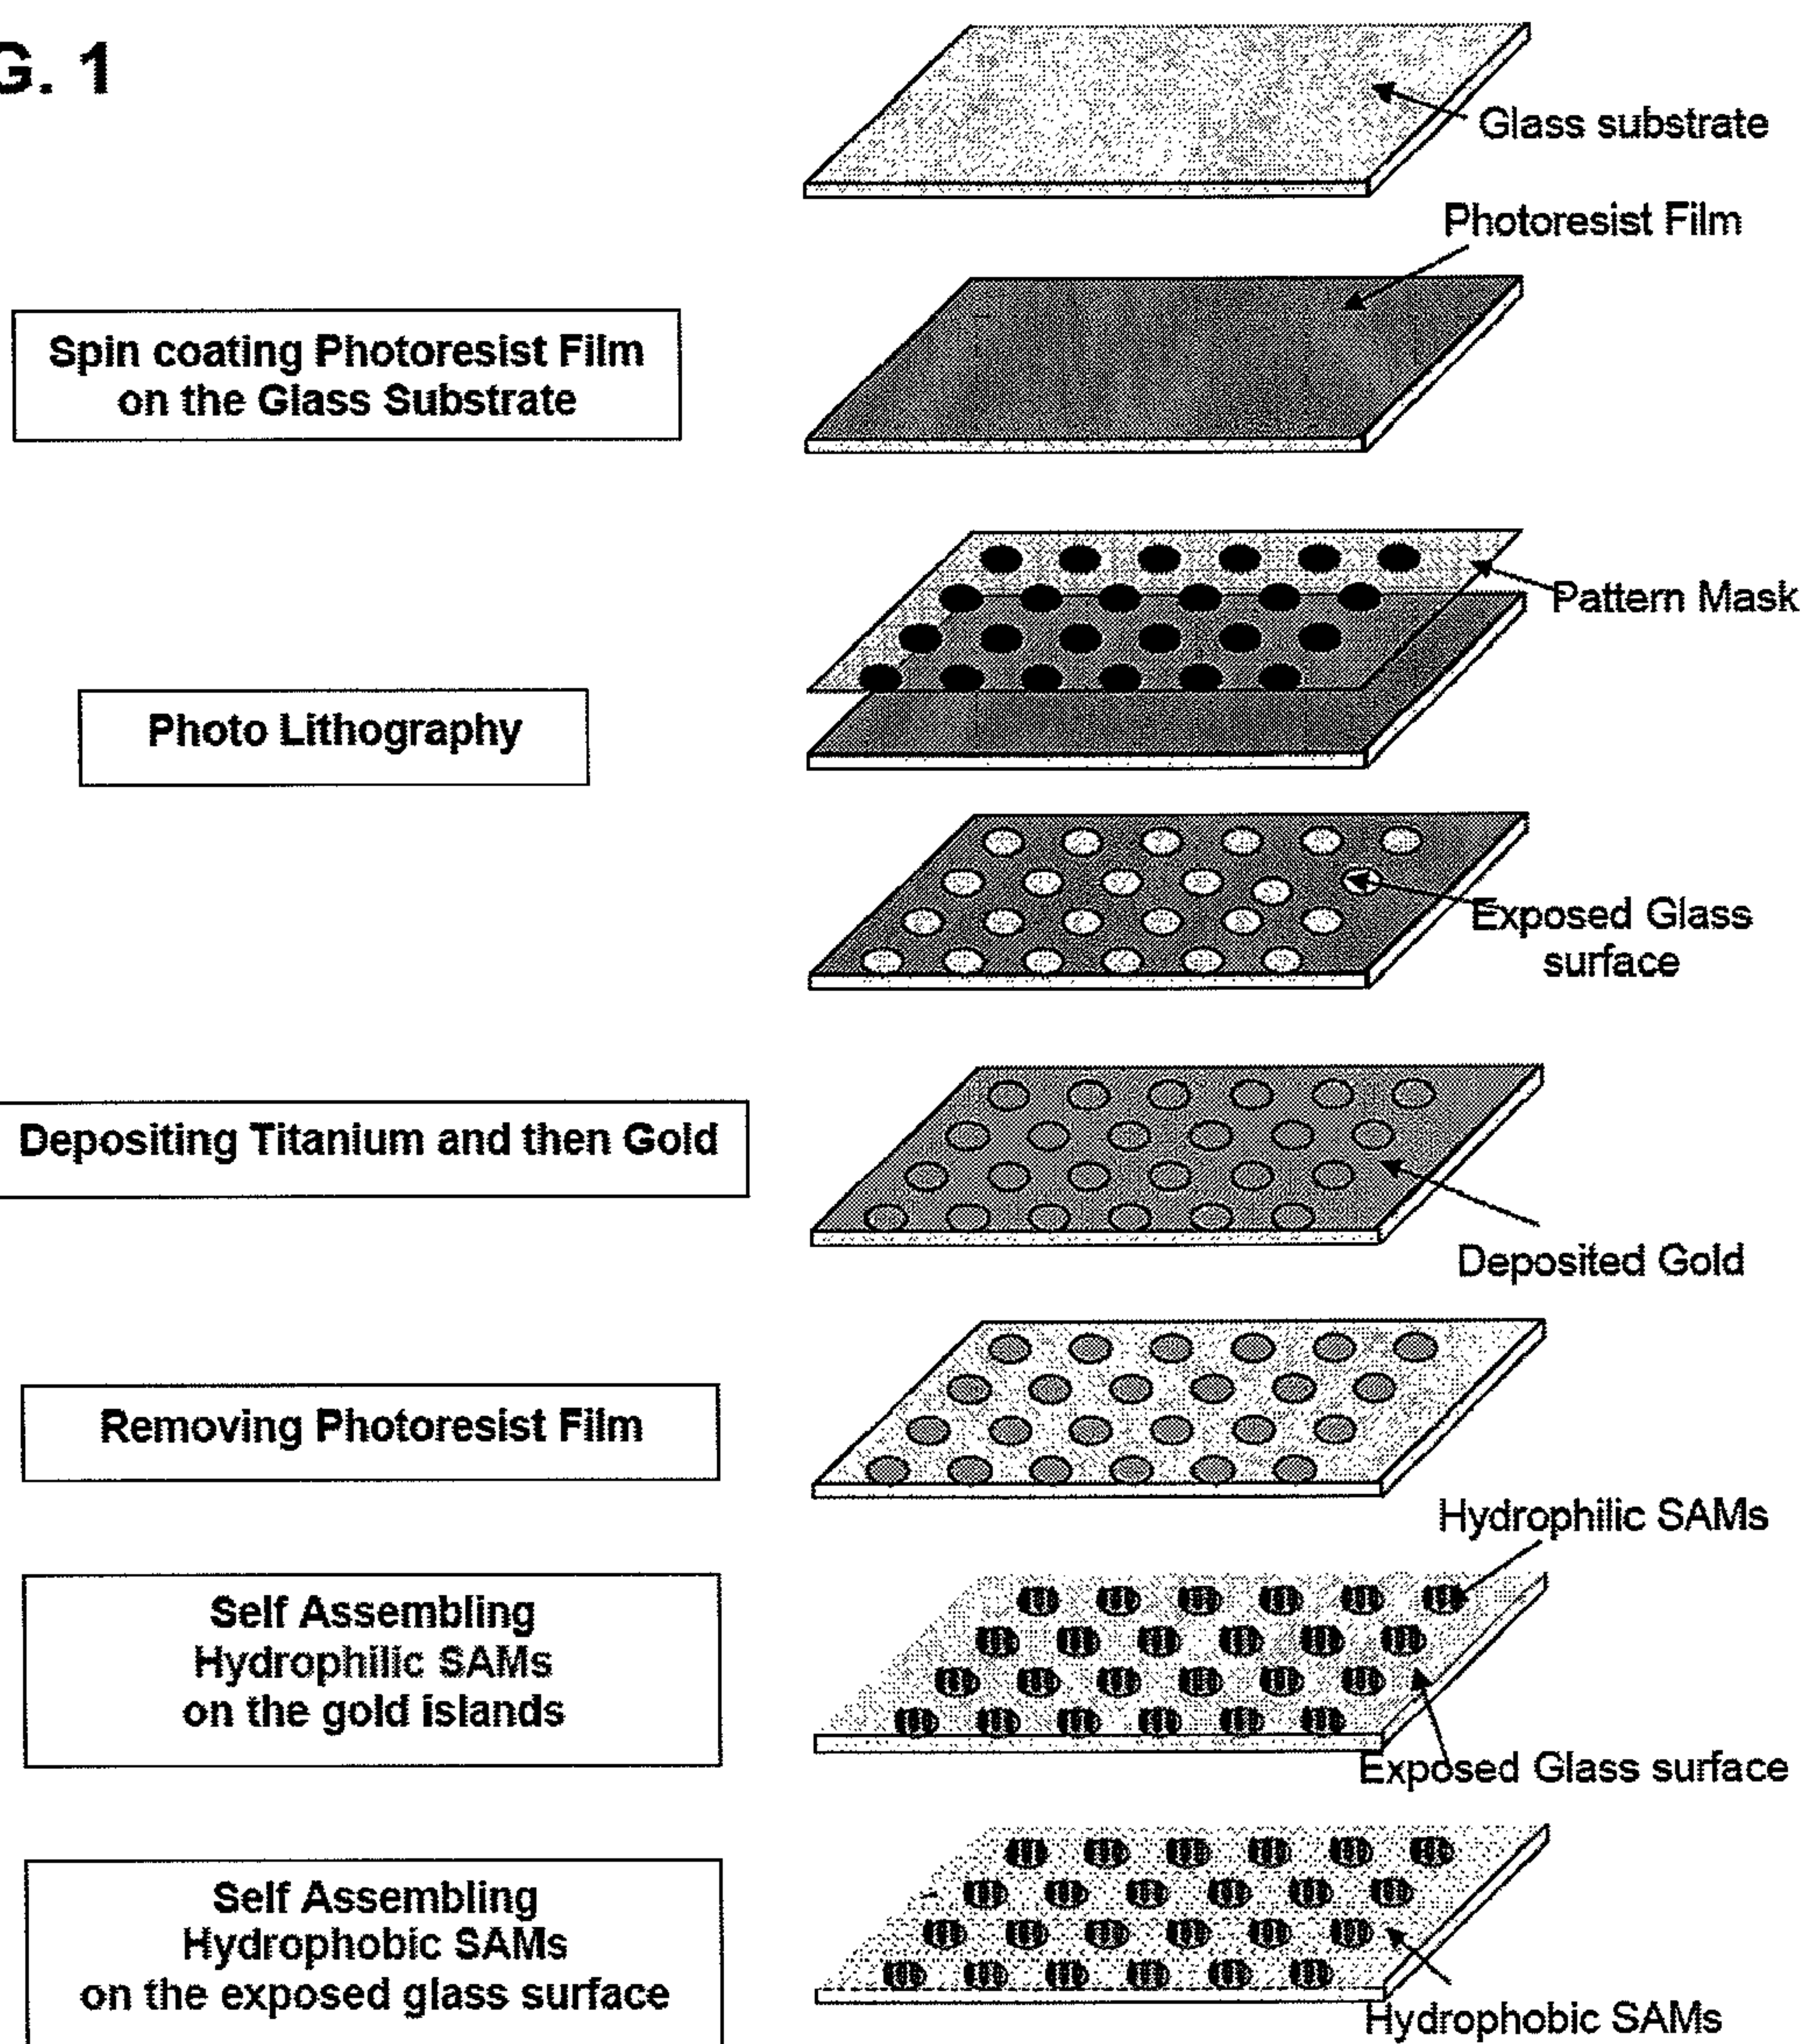 G. 1
Glass substrate
Photoresist Film
Spin coating Photoresist Film
on the Glass Substrate
Pattern Mask
Photo Lithography
Exposed Glass
surface
Depositing Titanium and then Gold
Deposited Gold
Removing Photoresist Film
Hydrophilic SAMs
Self Assembling
Hydrophilic SAMs
on the gold islands
Exposed Glass surface
Self Assembling
Hydrophobic SAMs
on the exposed glass surface
Hydrophobic SAMs